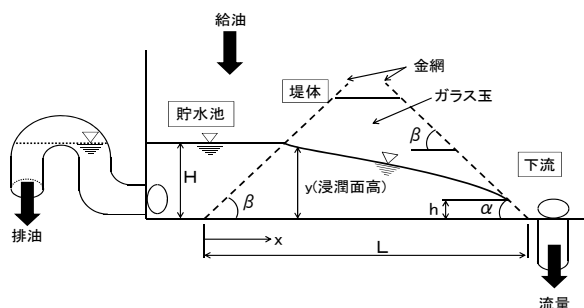 給油
金網
堤体
ガラス玉
貯水池
β
下流
H
y(浸潤面高)
β
h
α
排油
x
L
流量